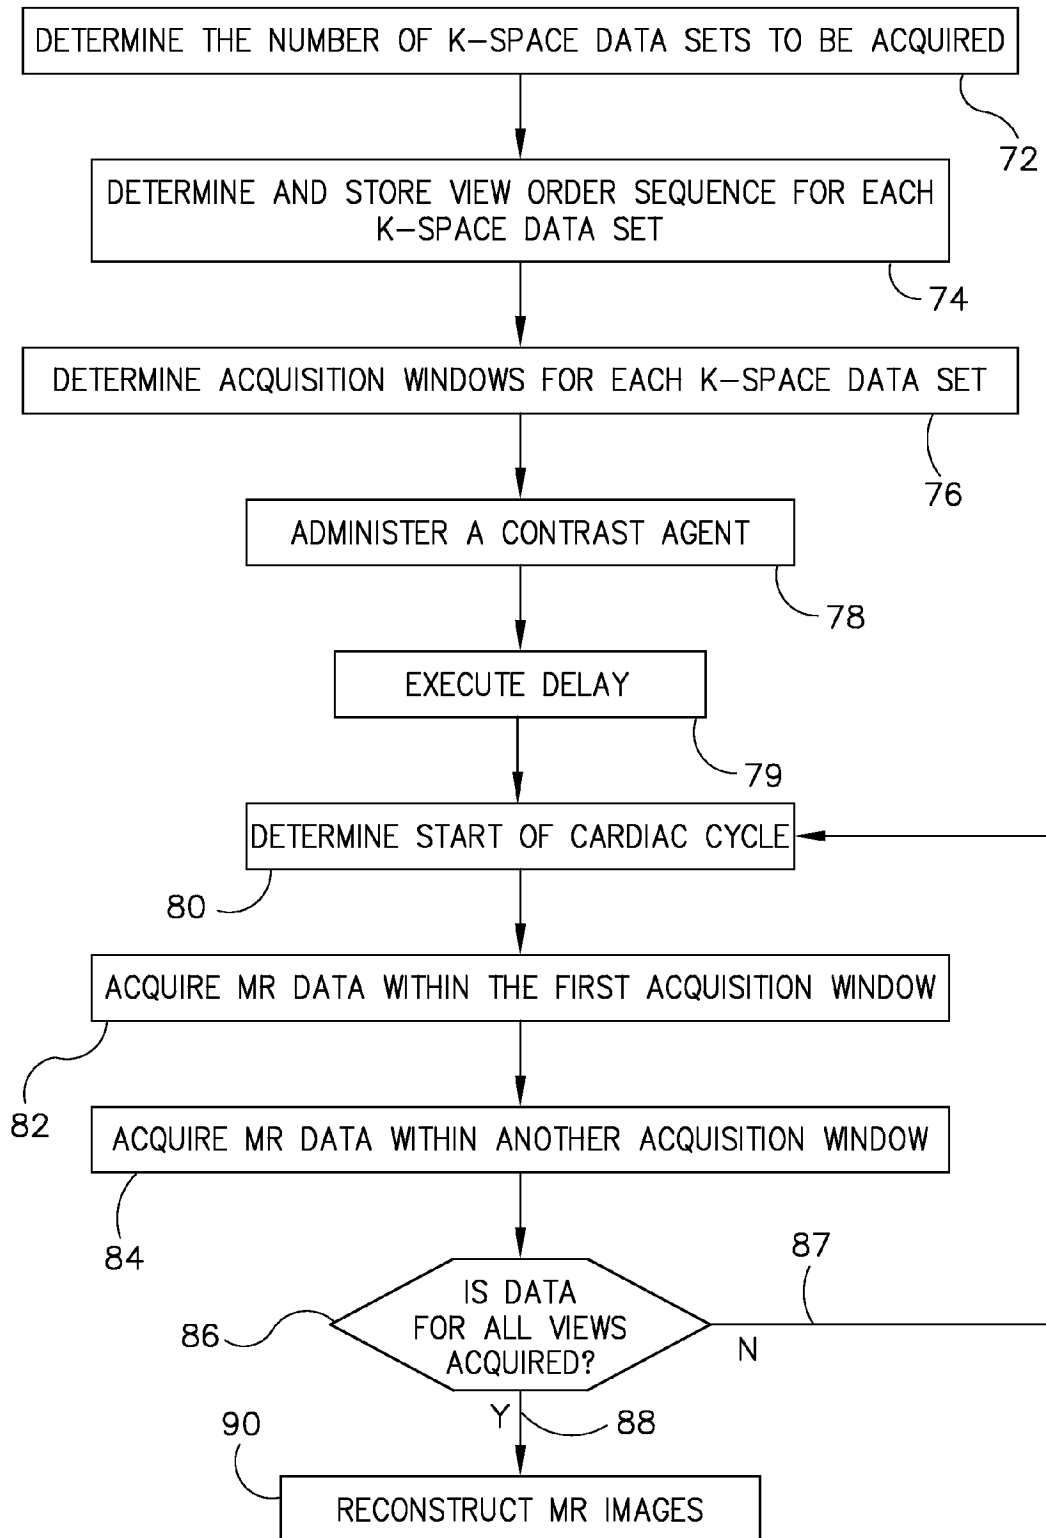 DETERMINE THE NUMBER OF K-SPACE DATA SETS TO BE ACQUIRED
72
DETERMINE AND STORE VIEW ORDER SEQUENCE FOR EACH
K-SPACE DATA SET
74
DETERMINE ACQUISITION WINDOWS FOR EACH K-SPACE DATA SET
76
ADMINISTER A CONTRAST AGENT
78
EXECUTE DELAY
79
DETERMINE START OF CARDIAC CYCLE
80
ACQUIRE MR DATA WITHIN THE FIRST ACQUISITION WINDOW
82
ACQUIRE MR DATA WITHIN ANOTHER ACQUISITION WINDOW
84
87
IS DATA
FOR ALL VIEWS
ACQUIRED?
86
N
Y
88
90
RECONSTRUCT MR IMAGES